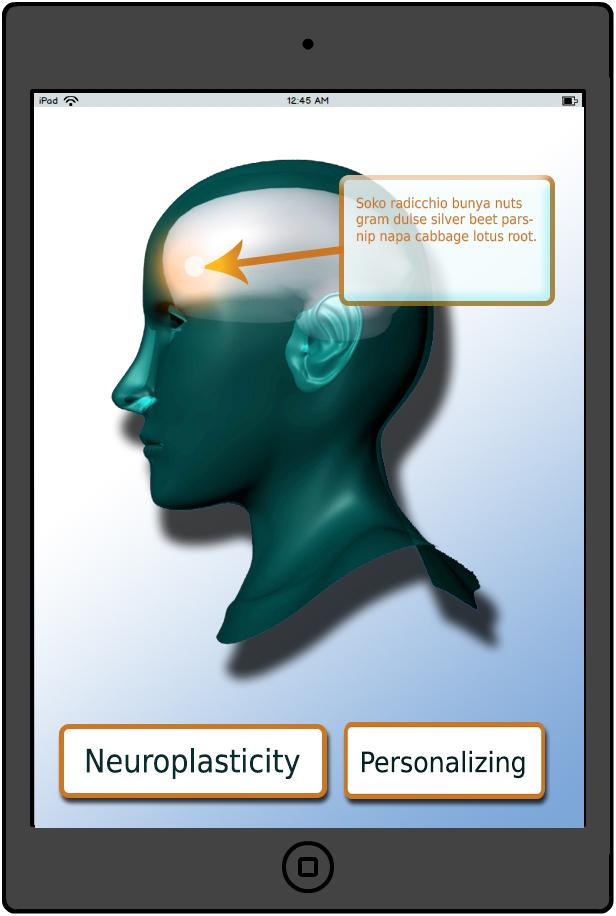 iPad 12:45 AM
Soko radicchio bunya nuts
gram dulse silver beet pars-
nip napa cabbage lotus root.
Neuroplasticity
Personalizing